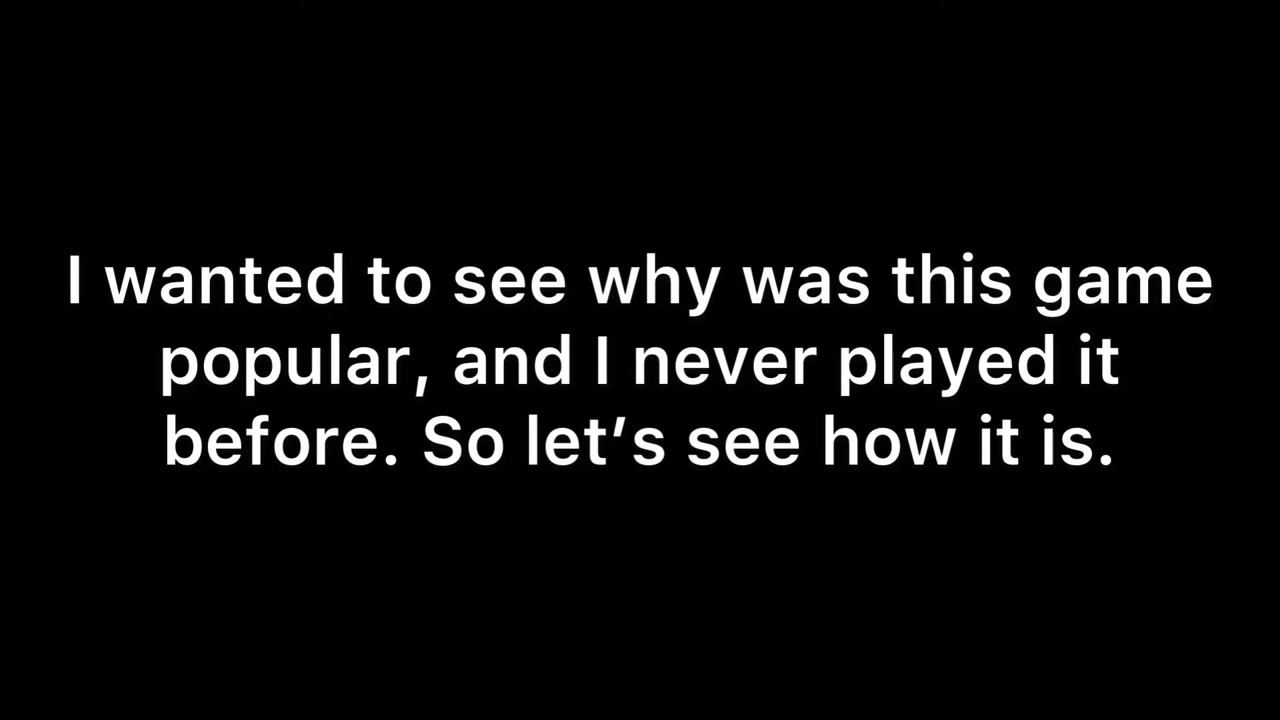 I wanted to see why was this game
popular, and I never played it
before. So let’s see how it is.